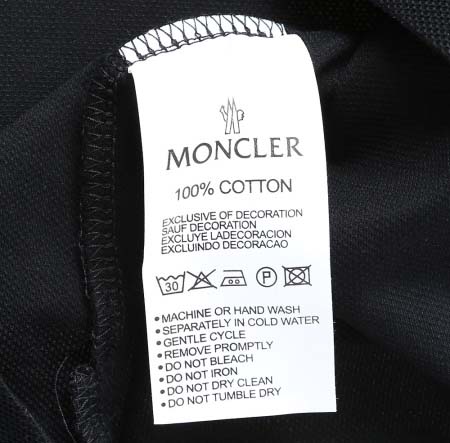 MONCLER
100% COTTON
EXCLUSIVE OF DECORATION
SAUF DECORATION
EXCLUYE LADECORACION
EXCLUINDO DECORACAO
30 P
• MACHINE OR HAND WASH
• SEPARATELY IN COLD WATER
• GENTLE CYCLE
• REMOVE PROMPTLY
• DO NOT BLEACH
• DO NOT IRON
• DO NOT DRY CLEAN
• DO NOT TUMBLE DRY